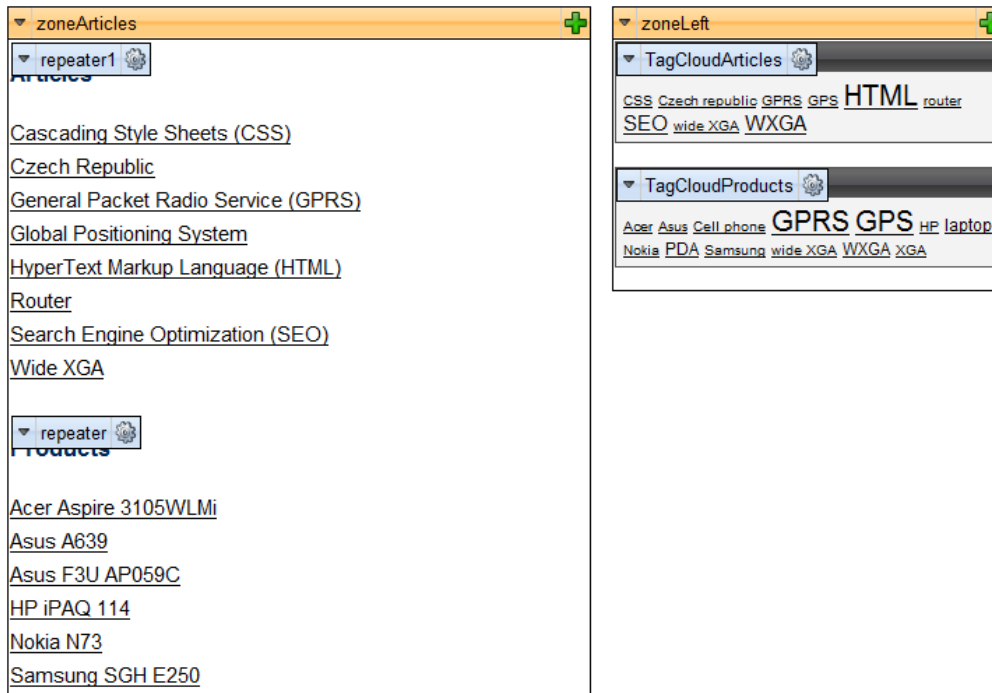 zoneArticles
repeater1
Articles
Cascading Style Sheets (CSS)
Czech Republic
General Packet Radio Service (GPRS)
Global Positioning System
HyperText Markup Language (HTML)
Router
Search Engine Optimization (SEO)
Wide XGA
repeater
Products
Acer Aspire 3105WLMi
Asus A639
Asus F3U AP059C
HP iPAQ 114
Nokia N73
Samsung SGH E250
zoneLeft
TagCloudArticles
CSS Czech republic GPRS GPS HTML router
SEO wide XGA WXGA
TagCloudProducts
Acer Asus Cell phone GPRS GPS HP laptop
Nokia PDA Samsung wide XGA WXGA XGA